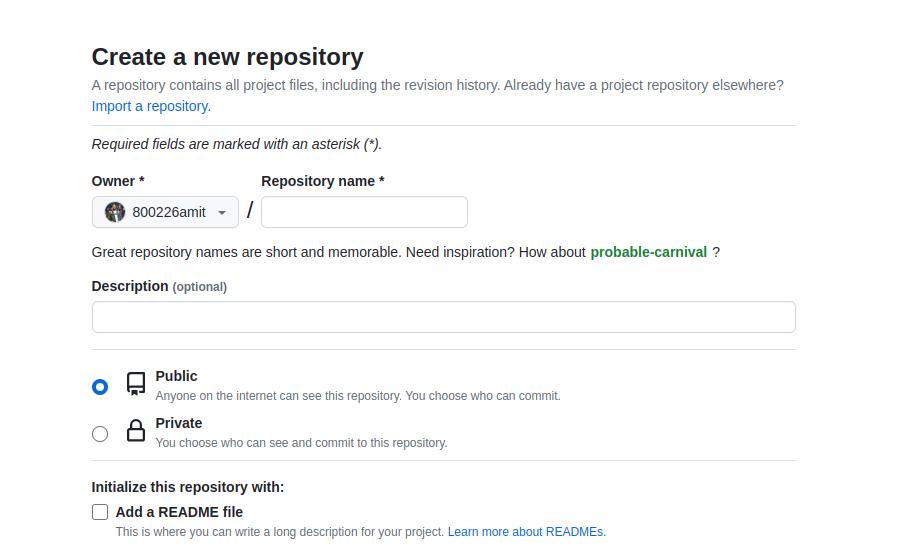 Create a new repository
A repository contains all project files, including the revision history. Already have a project repository elsewhere?
Import a repository.
Required fields are marked with an asterisk (*).
Owner * Repository name *
800226amit /
Great repository names are short and memorable. Need inspiration? How about probable-carnival ?
Description (optional)
Public
Anyone on the internet can see this repository. You choose who can commit.
Private
You choose who can see and commit to this repository.
Initialize this repository with:
Add a README file
This is where you can write a long description for your project. Learn more about READMEs.